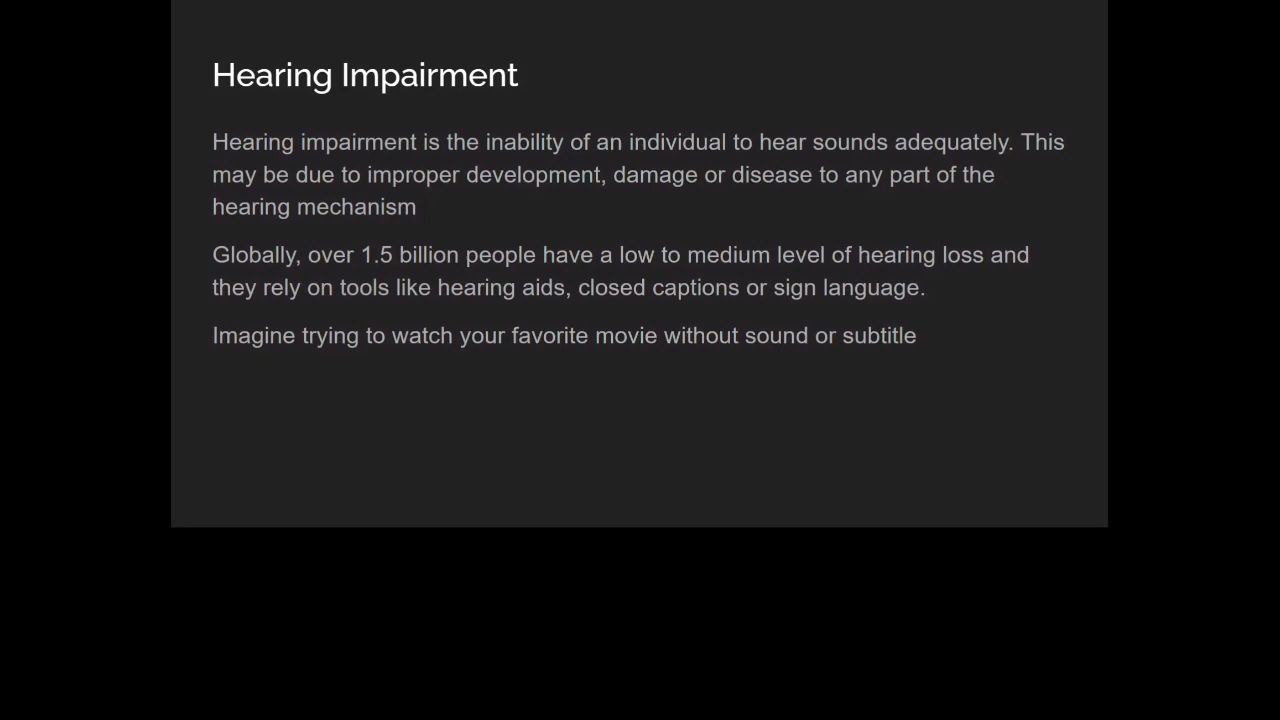 Hearing Impairment
Hearing impairment is the inability of an individual to hear sounds adequately. This
may be due to improper development, damage or disease to any part of the
hearing mechanism
Globally, over 1.5 billion people have a low to medium level of hearing loss and
they rely on tools like hearing aids, closed captions or sign language.
Imagine trying to watch your favorite movie without sound or subtitle